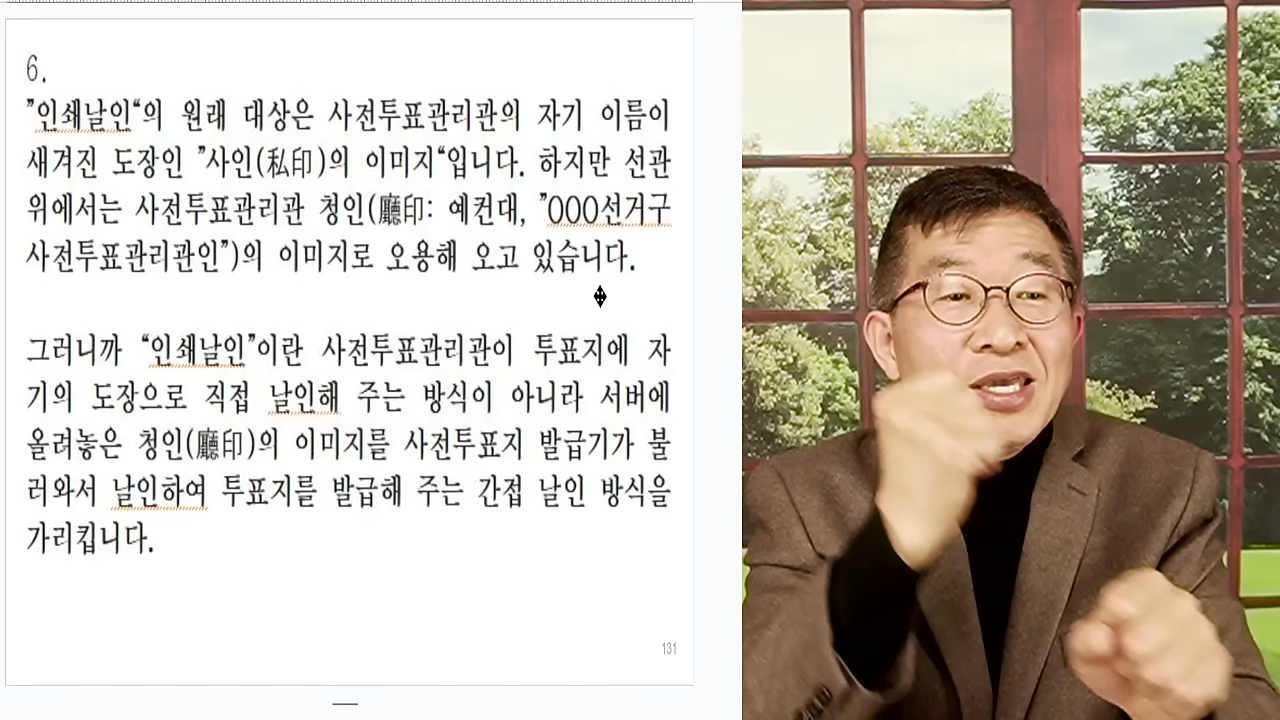 6.
”인쇄날인“의 원래 대상은 사전투표관리관의 자기 이름이
새겨진 도장인 ”사인(私印)의 이미지“입니다. 하지만 선관
위에서는 사전투표관리관 청인(廳印: 예컨대, ”OOO선거구
사전투표관리관인”)의 이미지로 오용해 오고 있습니다.
그러니까 “인쇄날인”이란 사전투표관리관이 투표지에 자
기의 도장으로 직접 날인해 주는 방식이 아니라 서버에
올려놓은 청인(廳印)의 이미지를 사전투표지 발급기가 불
러와서 날인하여 투표지를 발급해 주는 간접 날인 방식을
가리킵니다.
131